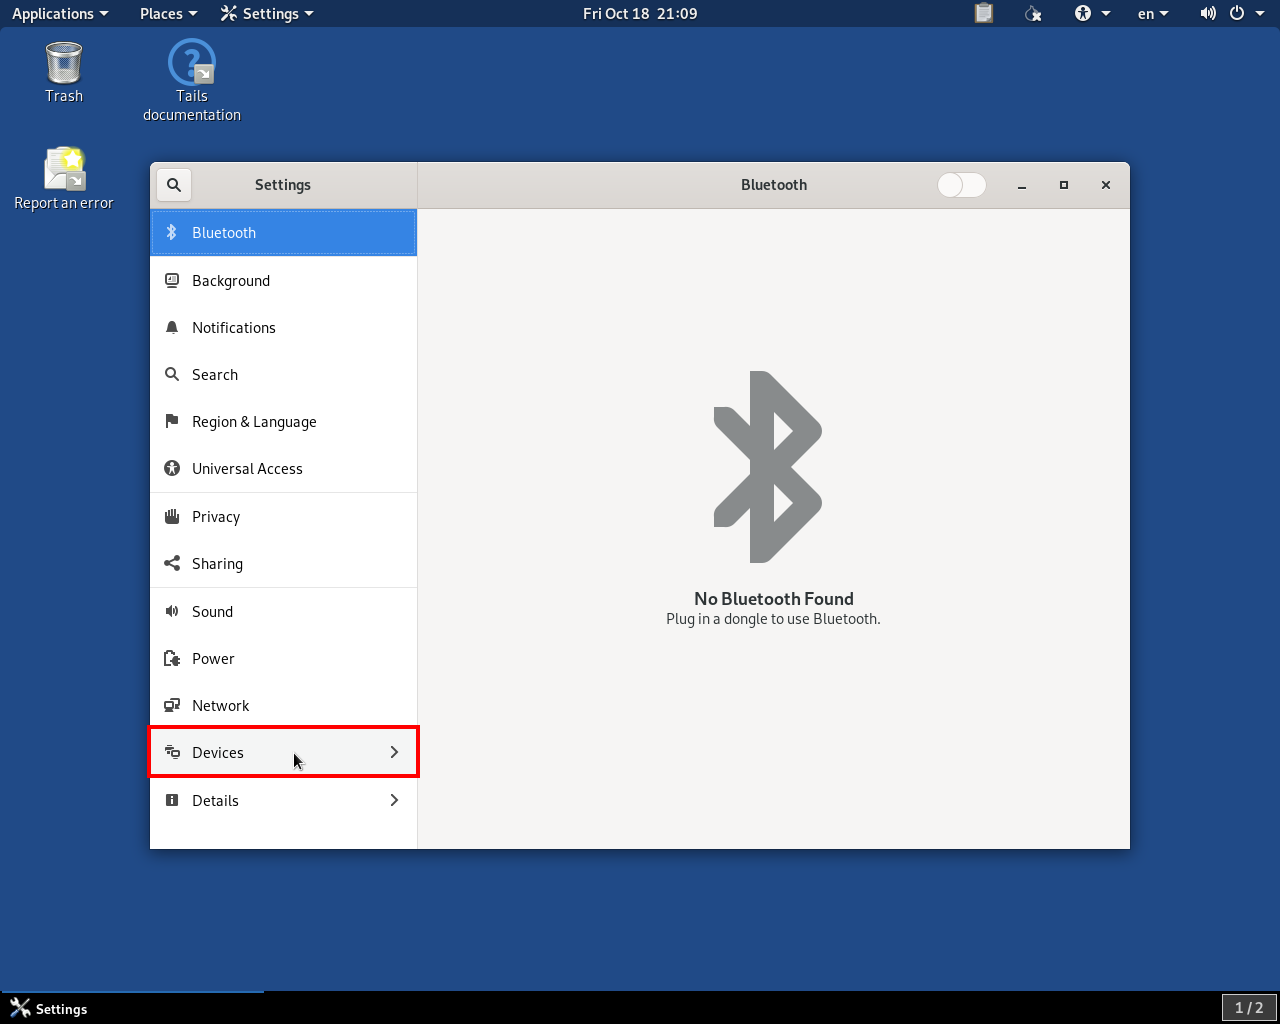 Applications Places Settings Fri Oct 18 21:09 en
Trash
Tails
documentation
Report an error
Settings
Bluetooth
Bluetooth
Background
Notifications
Search
Region & Language
Universal Access
Privacy
Sharing
Sound
Power
Network
Devices
Details
No Bluetooth Found
Plug in a dongle to use Bluetooth.
Settings
1 / 2